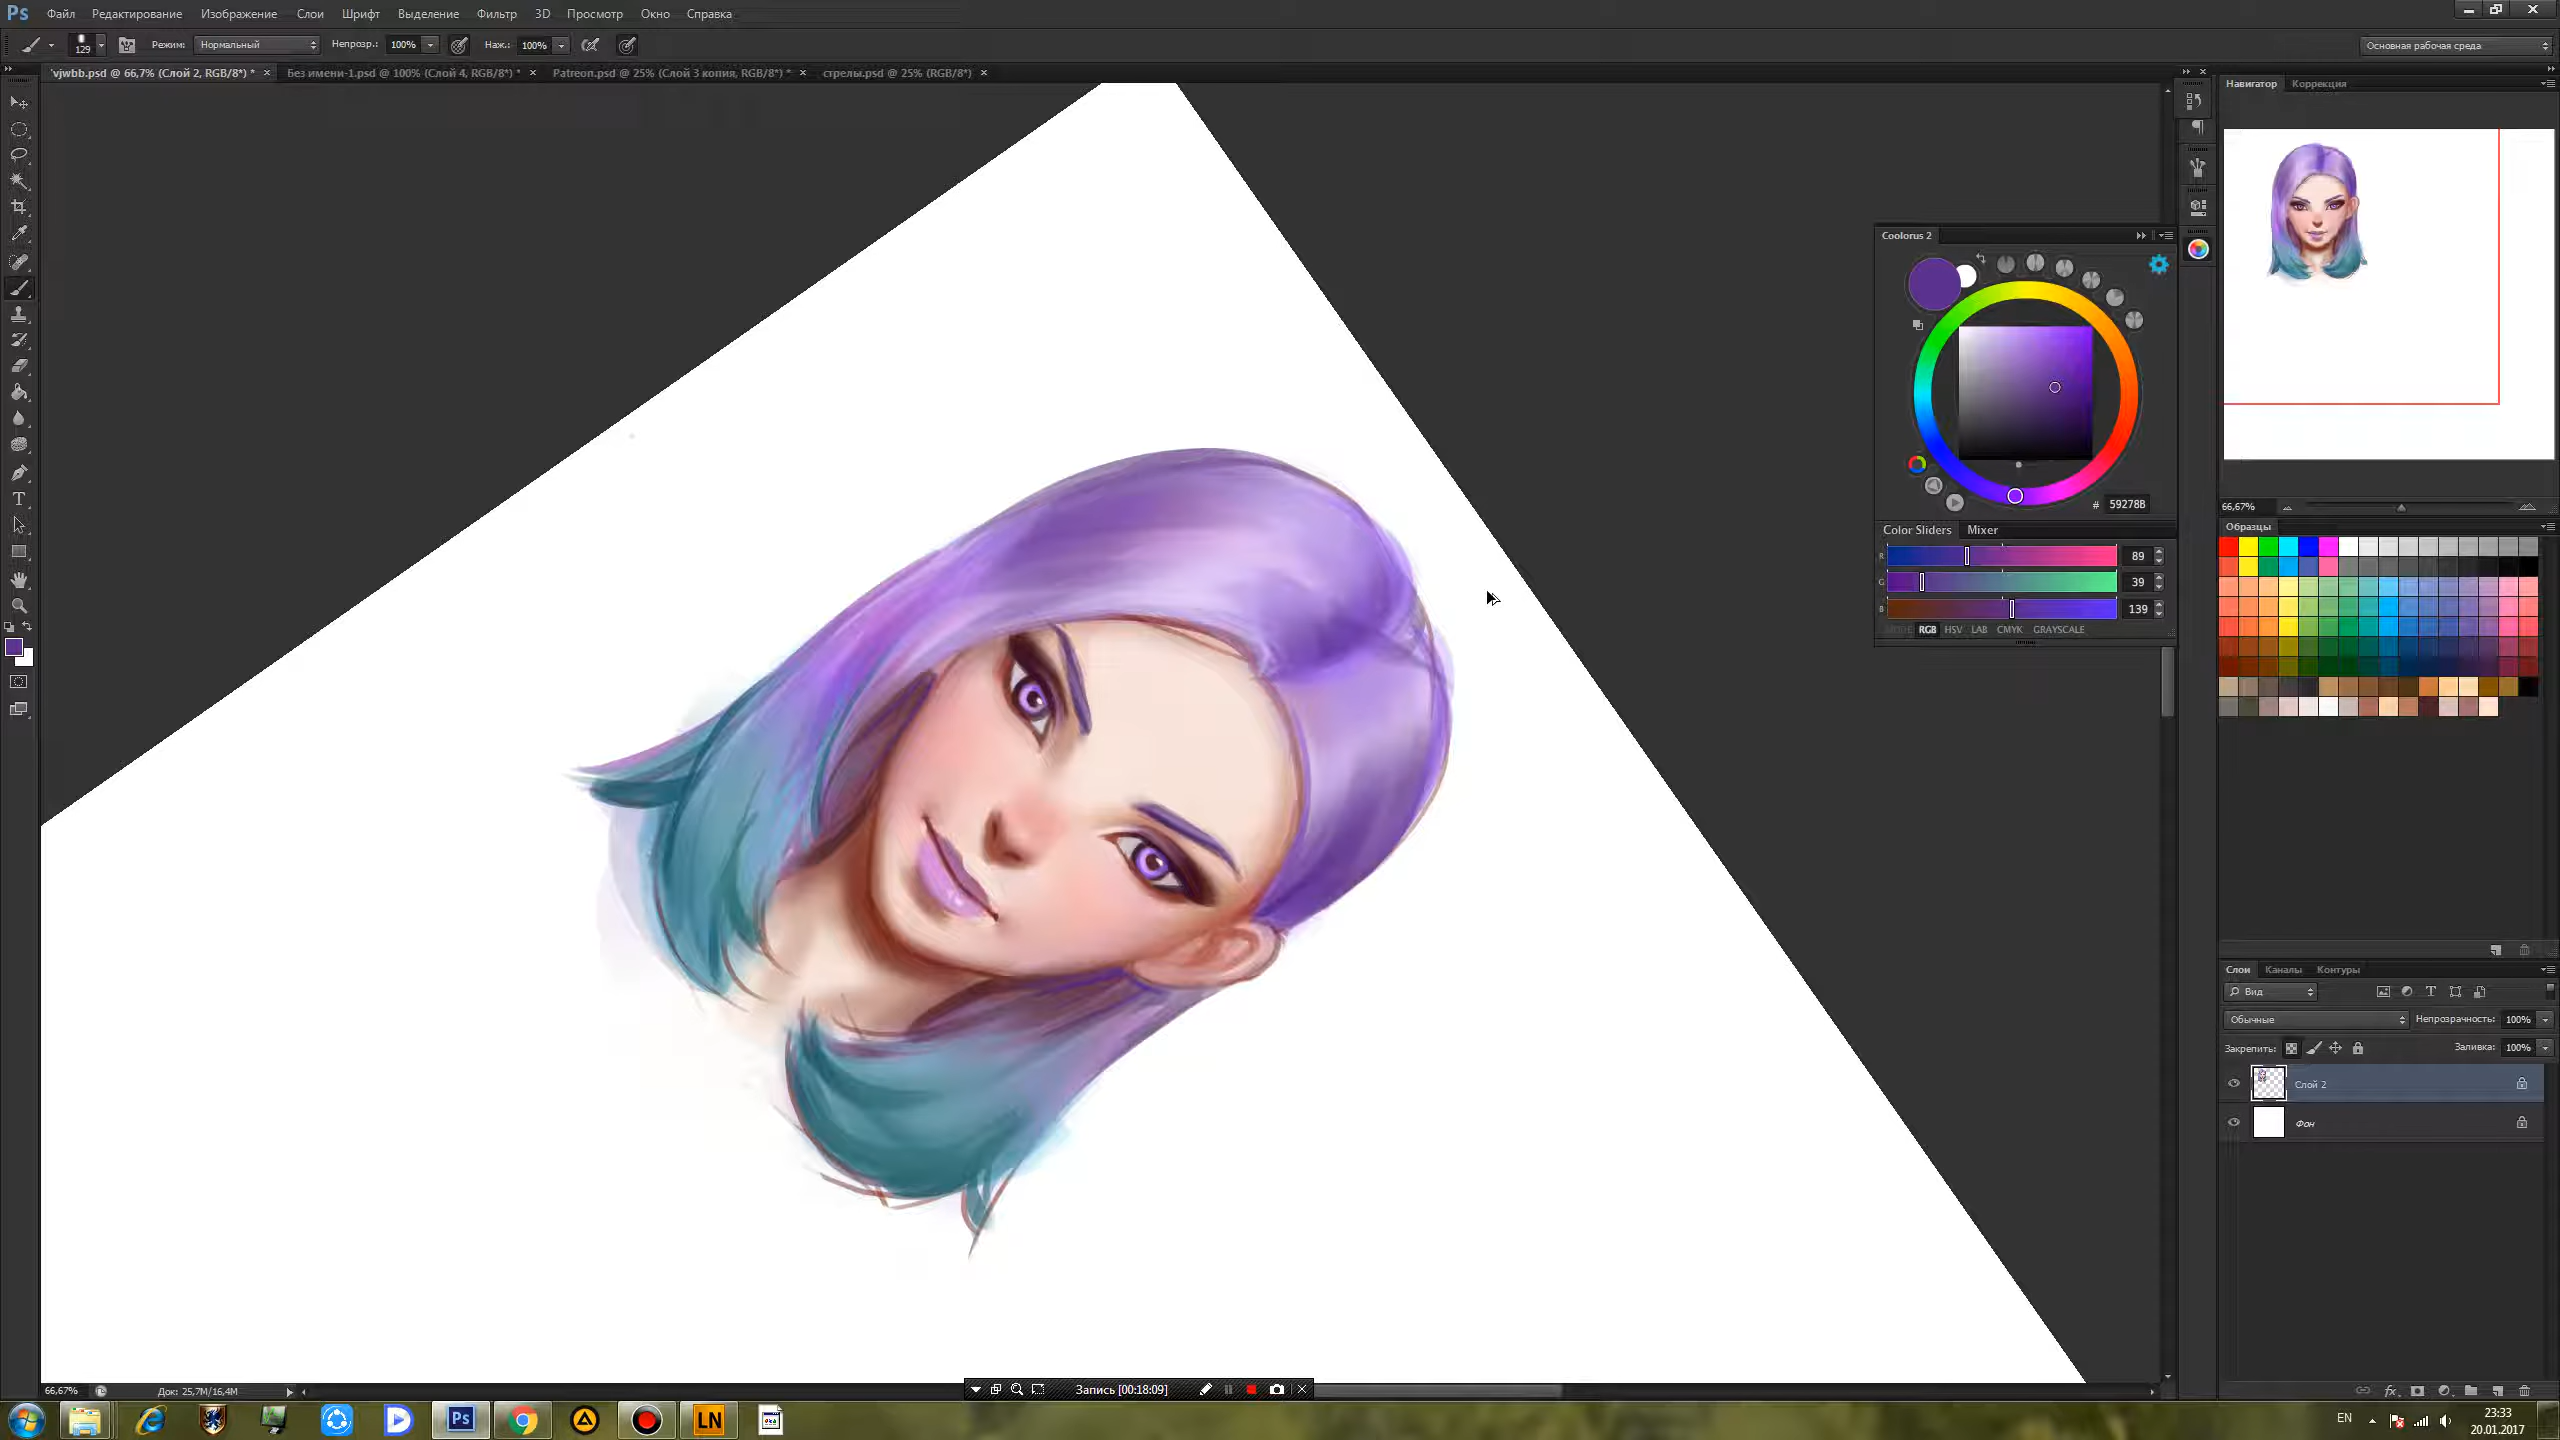 Ps Файл Редактирование Изображение Слои Шрифт Выделение Фильтр 3D Просмотр Окно Справка
129 Режим: Нормальный Непрозр.: 100% Наж.: 100% Основная рабочая среда
'vjwbb.psd @ 66,7% (Слой 2, RGB/8*) * Без имени-1.psd @ 100% (Слой 4, RGB/8*) * Patreon.psd @ 25% (Слой 3 копия, RGB/8*) * стрелы.psd @ 25% (RGB/8*)
Навигатор Коррекция
Coolorus 2
# 59278B
66,67%
Образцы
Color Sliders Mixer
R 89
G 39
B 139
RGB HSV LAB CMYK GRAYSCALE
Слои Каналы Контуры
Вид
Обычные Непрозрачность: 100%
Закрепить: Заливка: 100%
Слой 2
Фон
66,67% Док: 25,7M/16,4M
Запись [00:18:09]
Ps LN EN 23:33
20.01.2017